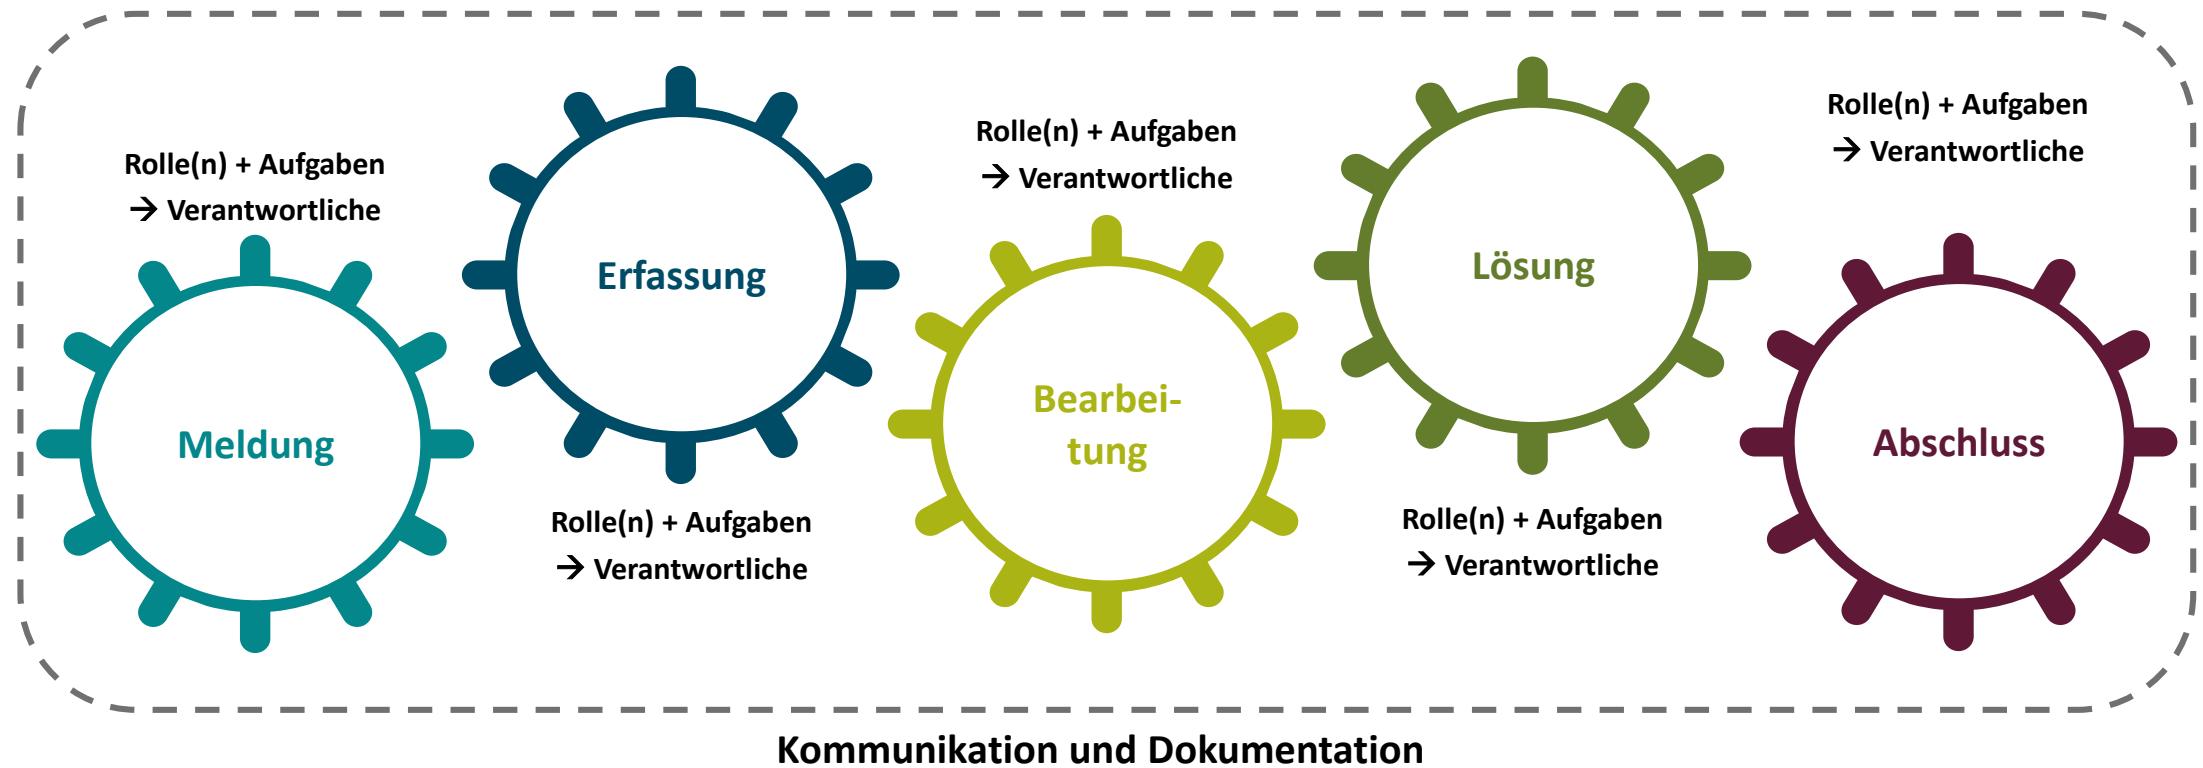 Rolle(n) + Aufgaben
→ Verantwortliche
Meldung
Erfassung
Rolle(n) + Aufgaben
→ Verantwortliche
Rolle(n) + Aufgaben
→ Verantwortliche
Bearbei-
tung
Lösung
Rolle(n) + Aufgaben
→ Verantwortliche
Rolle(n) + Aufgaben
→ Verantwortliche
Abschluss
Kommunikation und Dokumentation